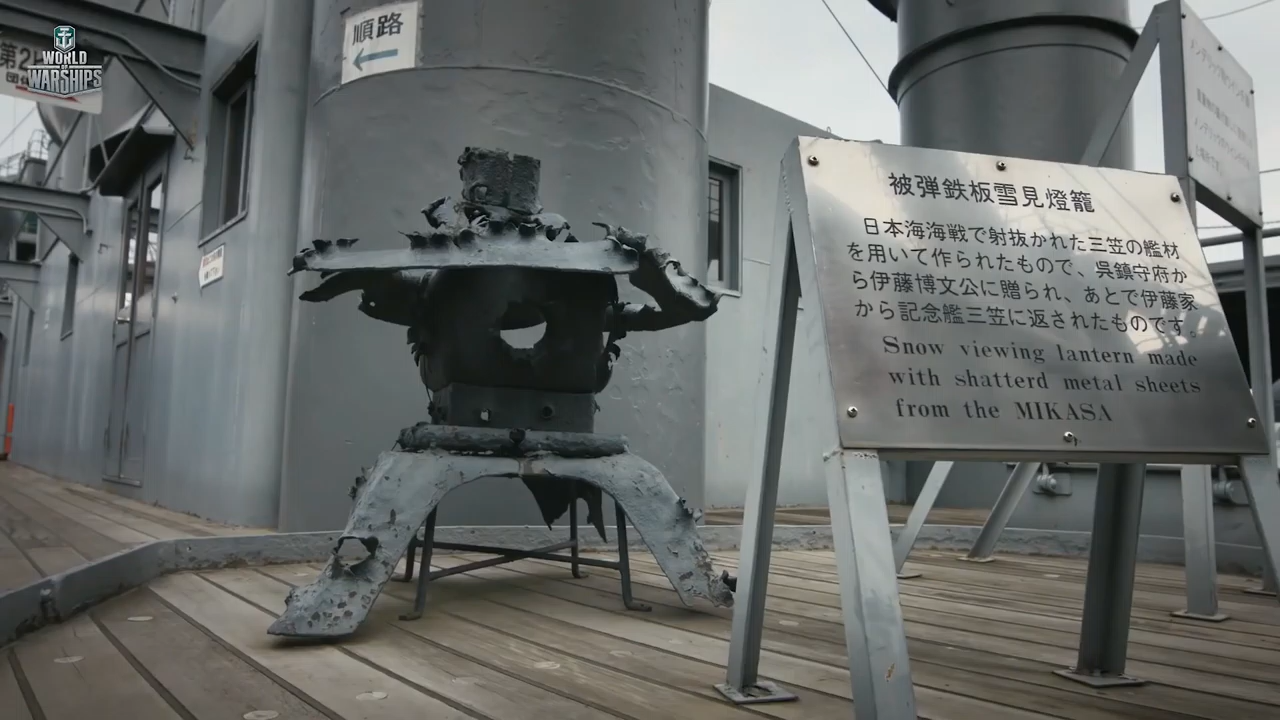 順路
第2
WORLD
OF
WARSHIPS
被弾鉄板雪見燈籠
日本海海戦で射抜かれた三笠の艦材
を用いて作られたもので、呉鎮守府か
ら伊藤博文公に贈られ、あとで伊藤家
から記念艦三笠に返されたものです。
Snow viewing lantern made
with shatterd metal sheets
from the MIKASA